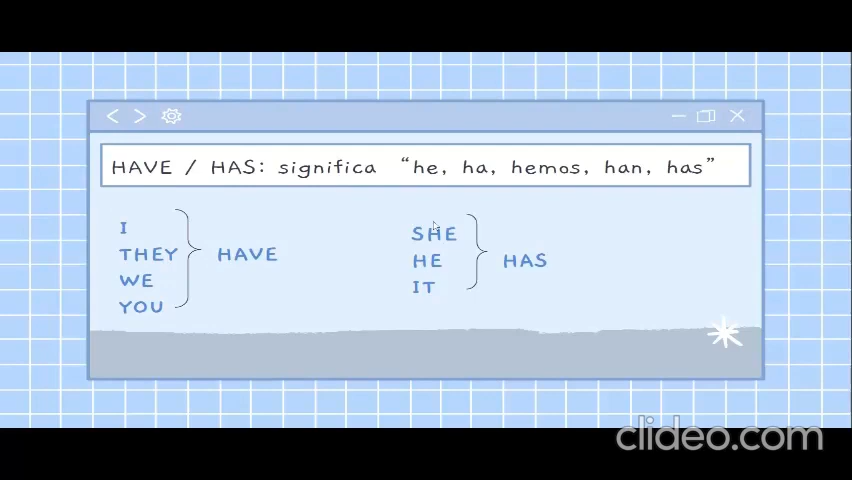 HAVE / HAS: significa "he, ha, hemos, han, has"
I
THEY
WE
YOU
HAVE
SHE
HE
IT
HAS
clideo.com